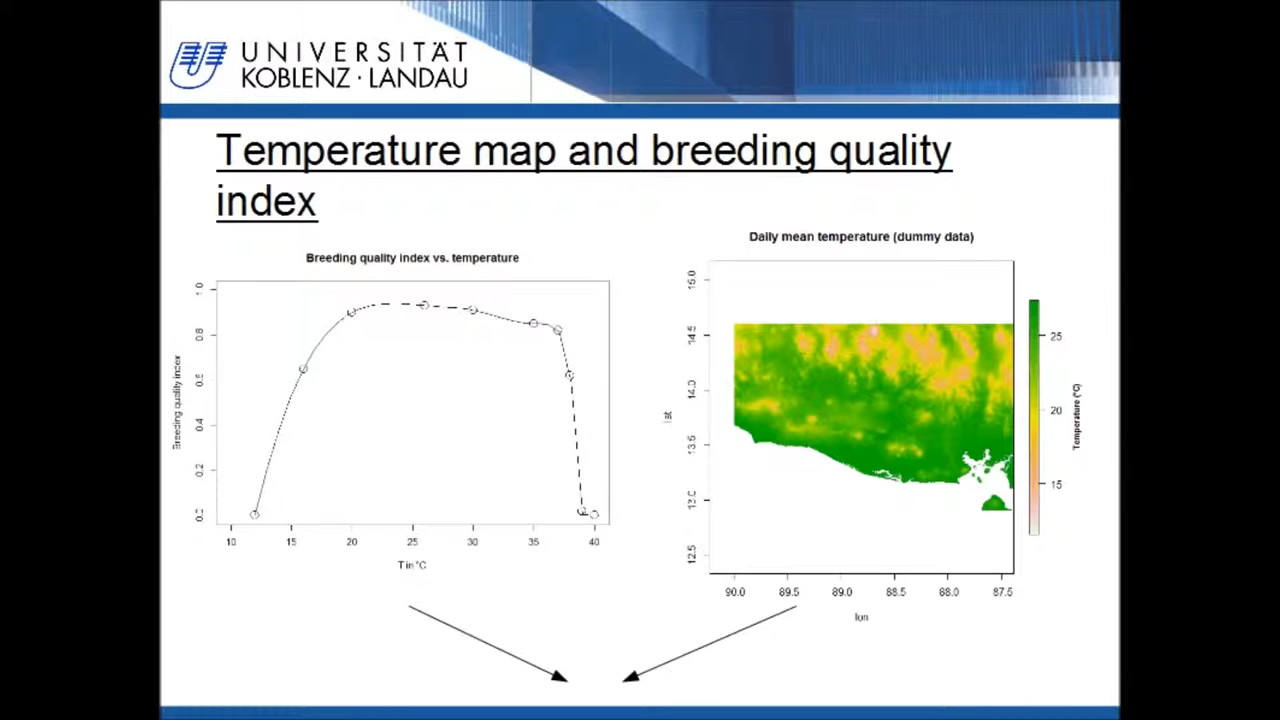 UNIVERSITÄT
KOBLENZ · LANDAU
Temperature map and breeding quality
index
Breeding quality index vs. temperature
Breeding quality index
1.0
0.8
0.6
0.4
0.2
0.0
10 15 20 25 30 35 40
T in °C
Daily mean temperature (dummy data)
lat
15.0
14.5
14.0
13.5
13.0
12.5
90.0 89.5 89.0 88.5 88.0 87.5
lon
25
20
15
Temperature (°C)